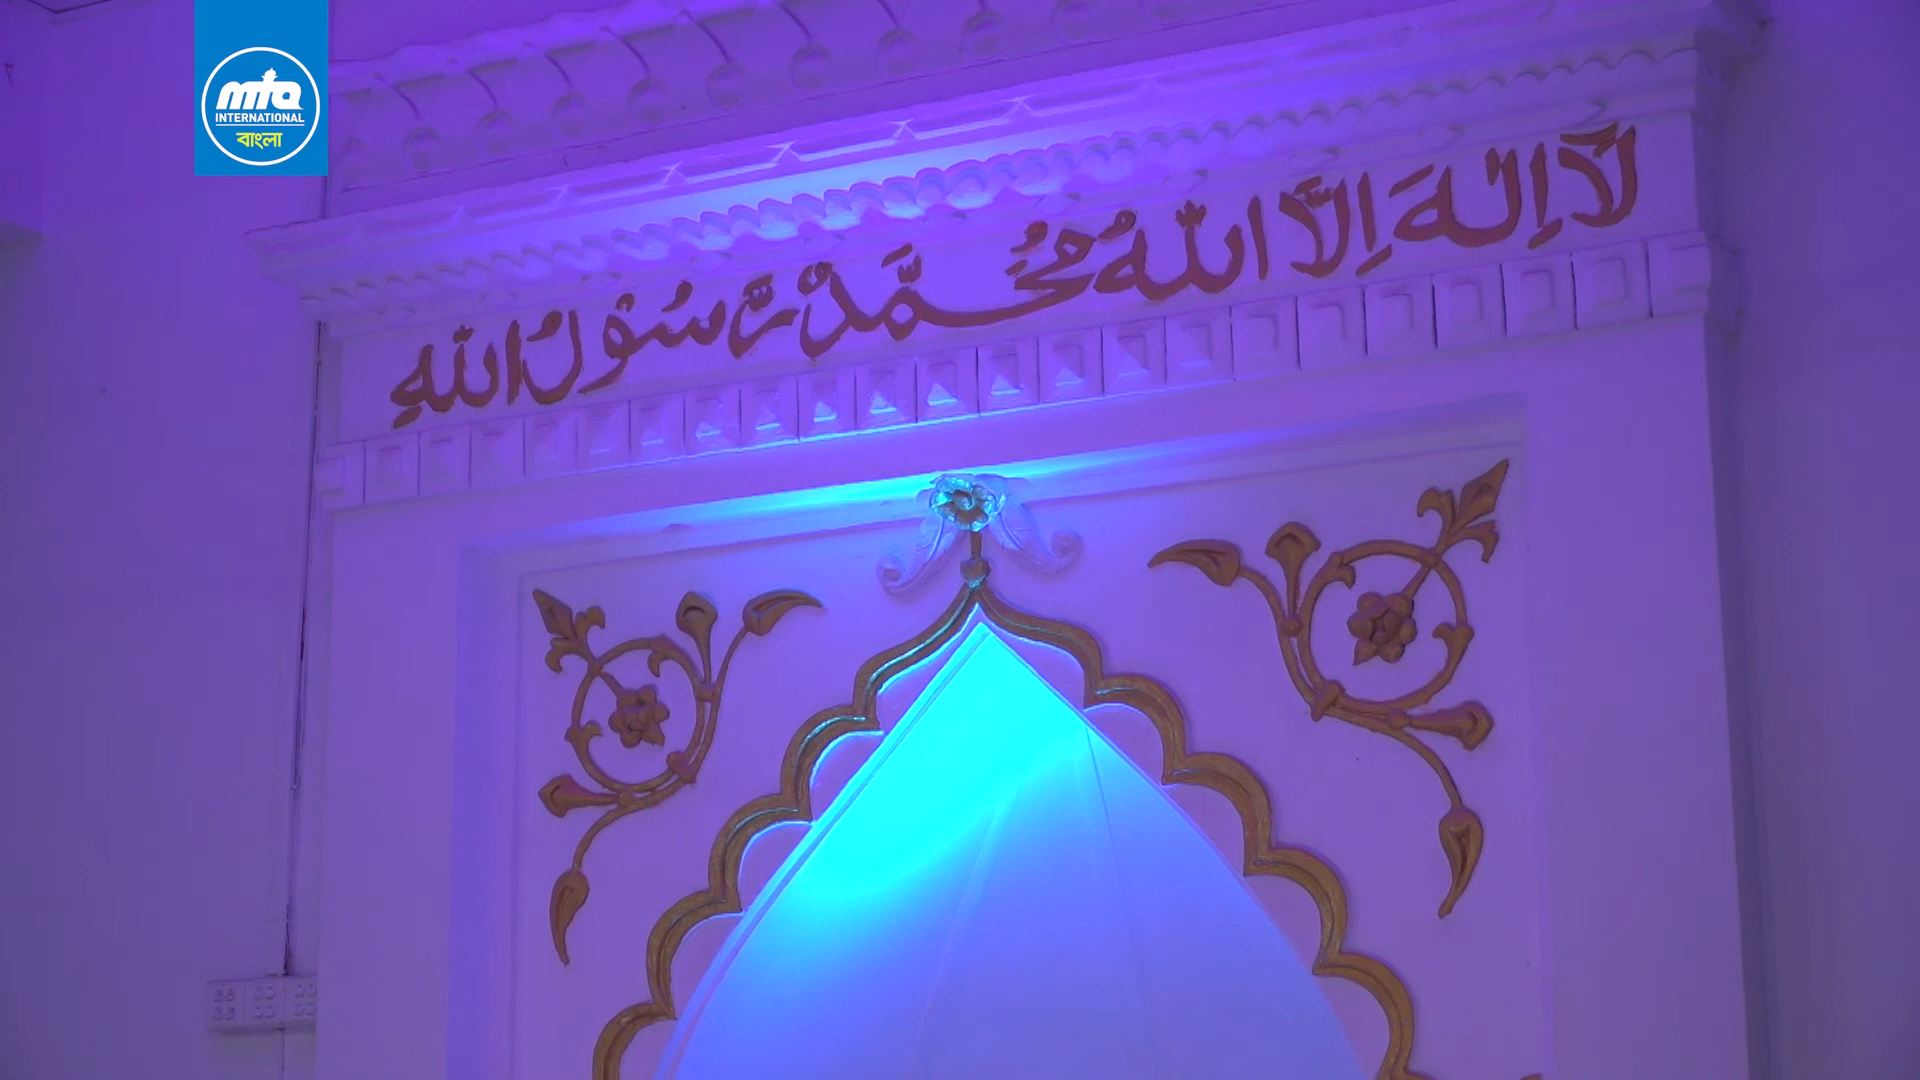 mta
INTERNATIONAL
বাংলা
لَآ اِلٰهَ اِلَّا اللّٰهُ مُحَمَّدٌ رَّسُوْلُ اللّٰهِ